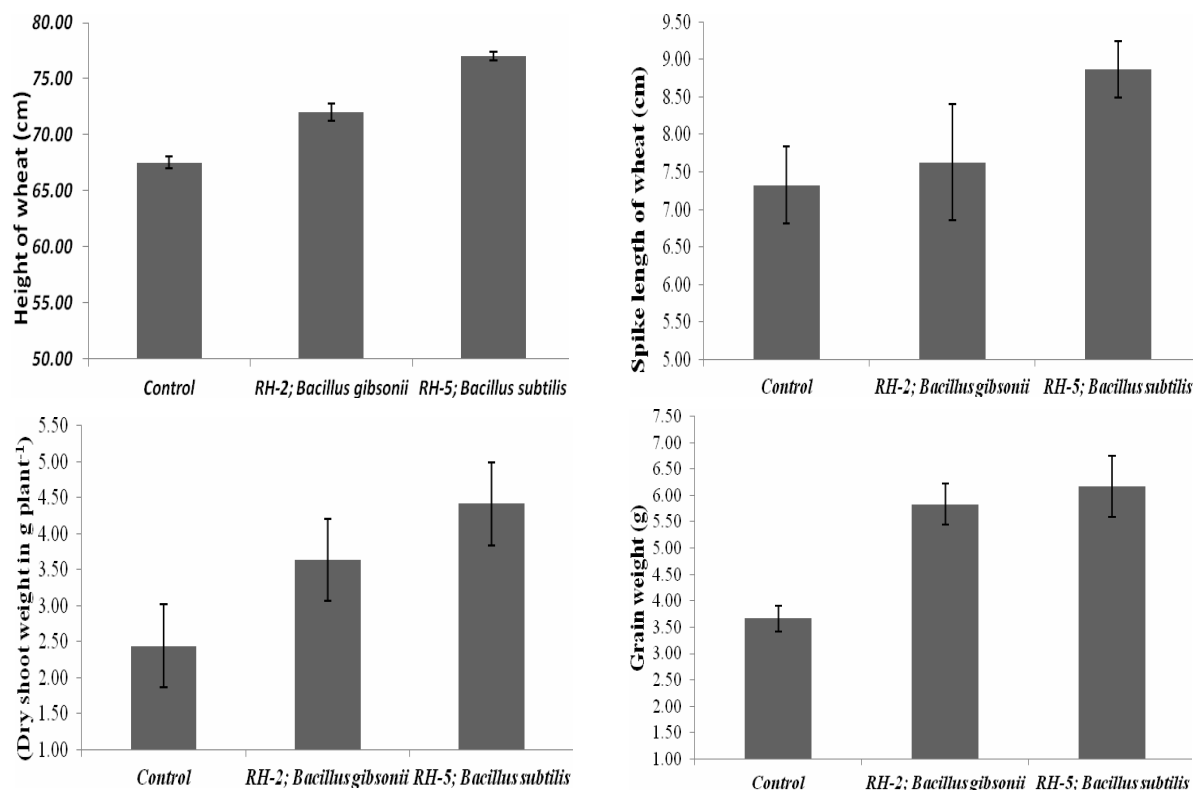 Height of wheat (cm)
80.00
75.00
70.00
65.00
60.00
55.00
50.00
Control
RH-2; Bacillus gibsonii
RH-5; Bacillus subtilis
Spike length of wheat (cm)
9.50
9.00
8.50
8.00
7.50
7.00
6.50
6.00
5.50
5.00
Control
RH-2; Bacillus gibsonii
RH-5; Bacillus subtilis
(Dry shoot weight in g plant⁻¹)
5.50
5.00
4.50
4.00
3.50
3.00
2.50
2.00
1.50
1.00
Control
RH-2; Bacillus gibsonii
RH-5; Bacillus subtilis
Grain weight (g)
7.50
7.00
6.50
6.00
5.50
5.00
4.50
4.00
3.50
3.00
2.50
2.00
1.50
1.00
Control
RH-2; Bacillus gibsonii
RH-5; Bacillus subtilis